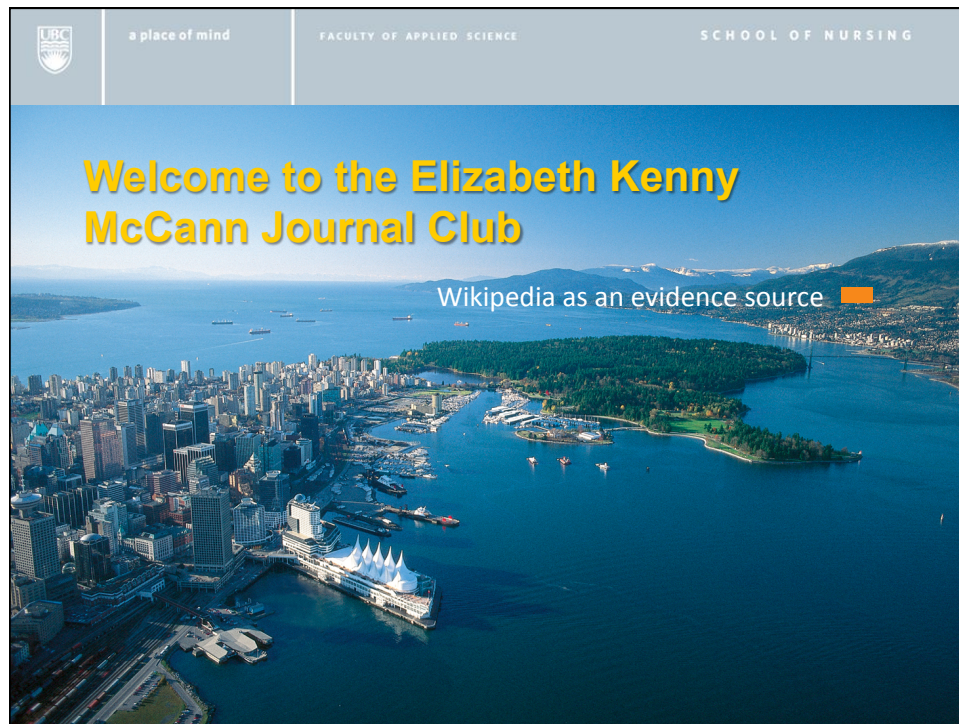 UBC
a place of mind
FACULTY OF APPLIED SCIENCE
SCHOOL OF NURSING
Welcome to the Elizabeth Kenny
McCann Journal Club
Wikipedia as an evidence source